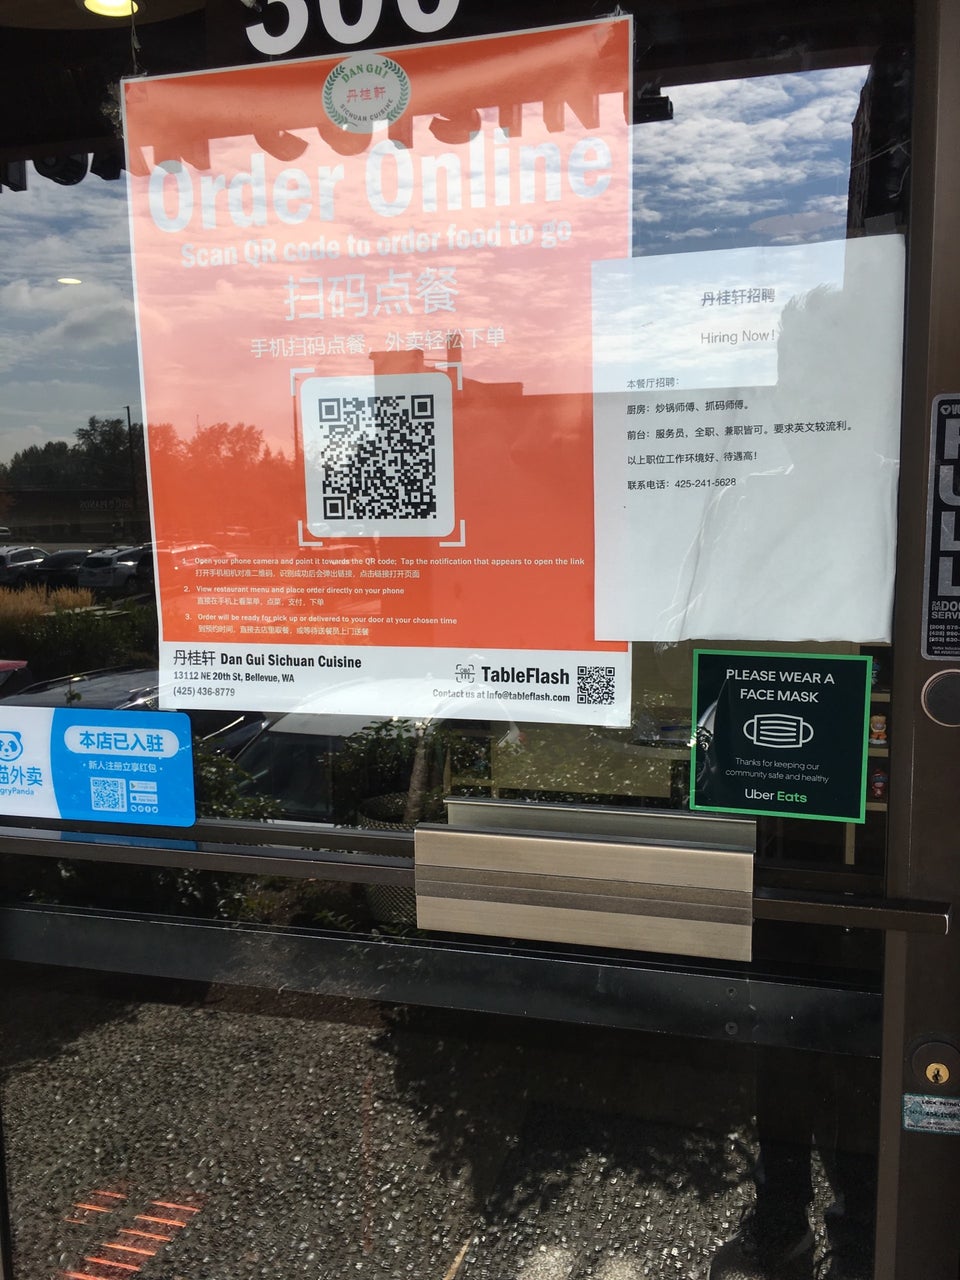 300
DAN GUI
丹桂軒
SICHUAN CUISINE
CUISINE
Order Online
Scan QR code to order food to go
扫码点餐
手机扫码点餐，外卖轻松下单
1. Open your phone camera and point it towards the QR code; Tap the notification that appears to open the link
打开手机相机对准二维码，识别成功后会弹出链接，点击链接打开页面
2. View restaurant menu and place order directly on your phone
直接在手机上看菜单，点菜，支付，下单
3. Order will be ready for pick up or delivered to your door at your chosen time
到预约时间，直接去店里取餐，或等待送餐员上门送餐
丹桂轩 Dan Gui Sichuan Cuisine
13112 NE 20th St, Bellevue, WA
(425) 436-8779
TableFlash
Contact us at info@tableflash.com
丹桂轩招聘
Hiring Now!
本餐厅招聘：
厨房：炒锅师傅、抓码师傅。
前台：服务员，全职、兼职皆可。要求英文较流利。
以上职位工作环境好、待遇高！
联系电话：425-241-5628
PLEASE WEAR A
FACE MASK
Thanks for keeping our
community safe and healthy
Uber Eats
猫外卖
gryPanda
本店已入驻
·新人注册立享红包·